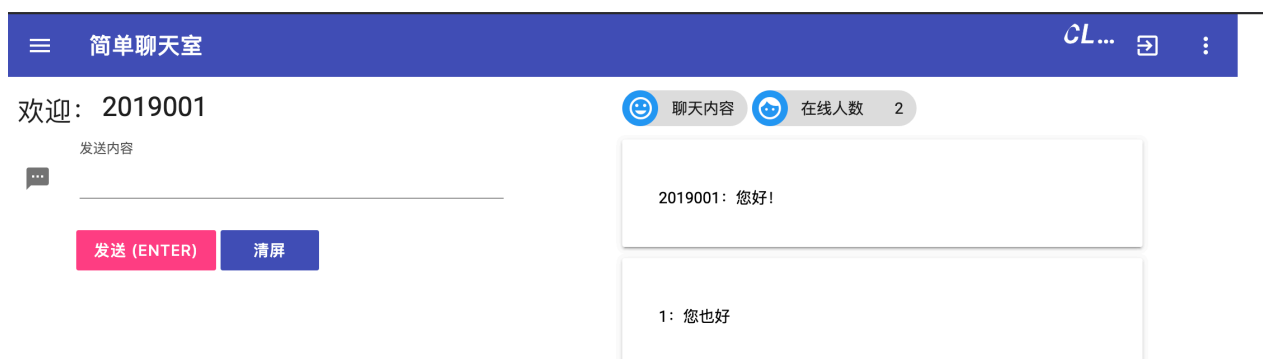 简单聊天室
CL...
欢迎: 2019001
发送内容
发送 (ENTER)
清屏
聊天内容
在线人数 2
2019001: 您好!
1: 您也好